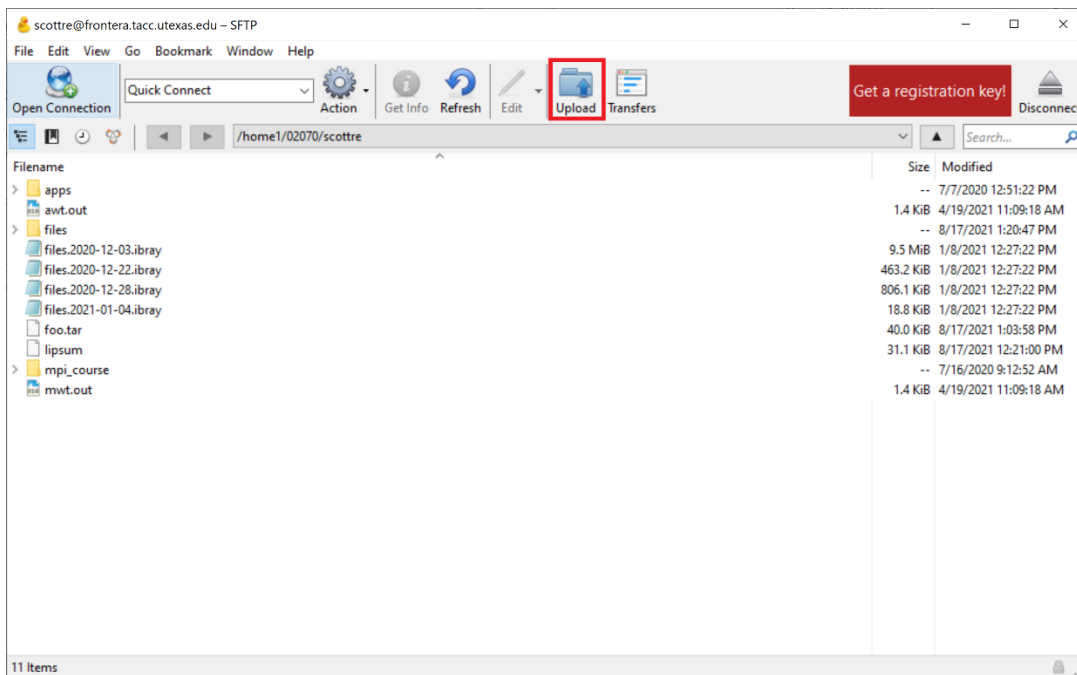 scottre@frontera.tacc.utexas.edu – SFTP
File Edit View Go Bookmark Window Help
Open Connection Quick Connect Action Get Info Refresh Edit Upload Transfers Get a registration key! Disconnec
/home1/02070/scottre Search...
Filename Size Modified
apps -- 7/7/2020 12:51:22 PM
awt.out 1.4 KiB 4/19/2021 11:09:18 AM
files -- 8/17/2021 1:20:47 PM
files.2020-12-03.ibray 9.5 MiB 1/8/2021 12:27:22 PM
files.2020-12-22.ibray 463.2 KiB 1/8/2021 12:27:22 PM
files.2020-12-28.ibray 806.1 KiB 1/8/2021 12:27:22 PM
files.2021-01-04.ibray 18.8 KiB 1/8/2021 12:27:22 PM
foo.tar 40.0 KiB 8/17/2021 1:03:58 PM
lipsum 31.1 KiB 8/17/2021 12:21:00 PM
mpi_course -- 7/16/2020 9:12:52 AM
mwt.out 1.4 KiB 4/19/2021 11:09:18 AM
11 Items